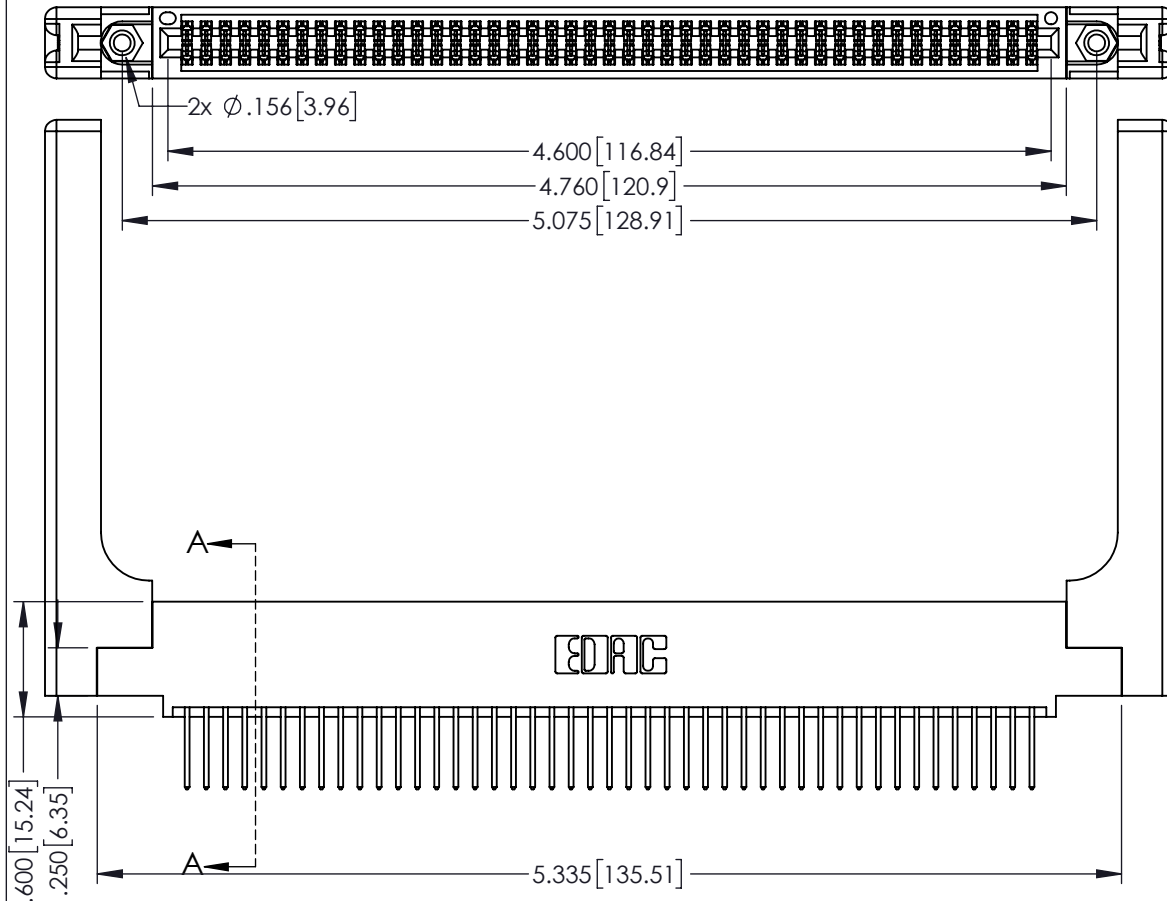 2x Ø.156[3.96]
4.600[116.84]
4.760[120.9]
5.075[128.91]
A
EDAC
A
.600[15.24]
.250[6.35]
5.335[135.51]